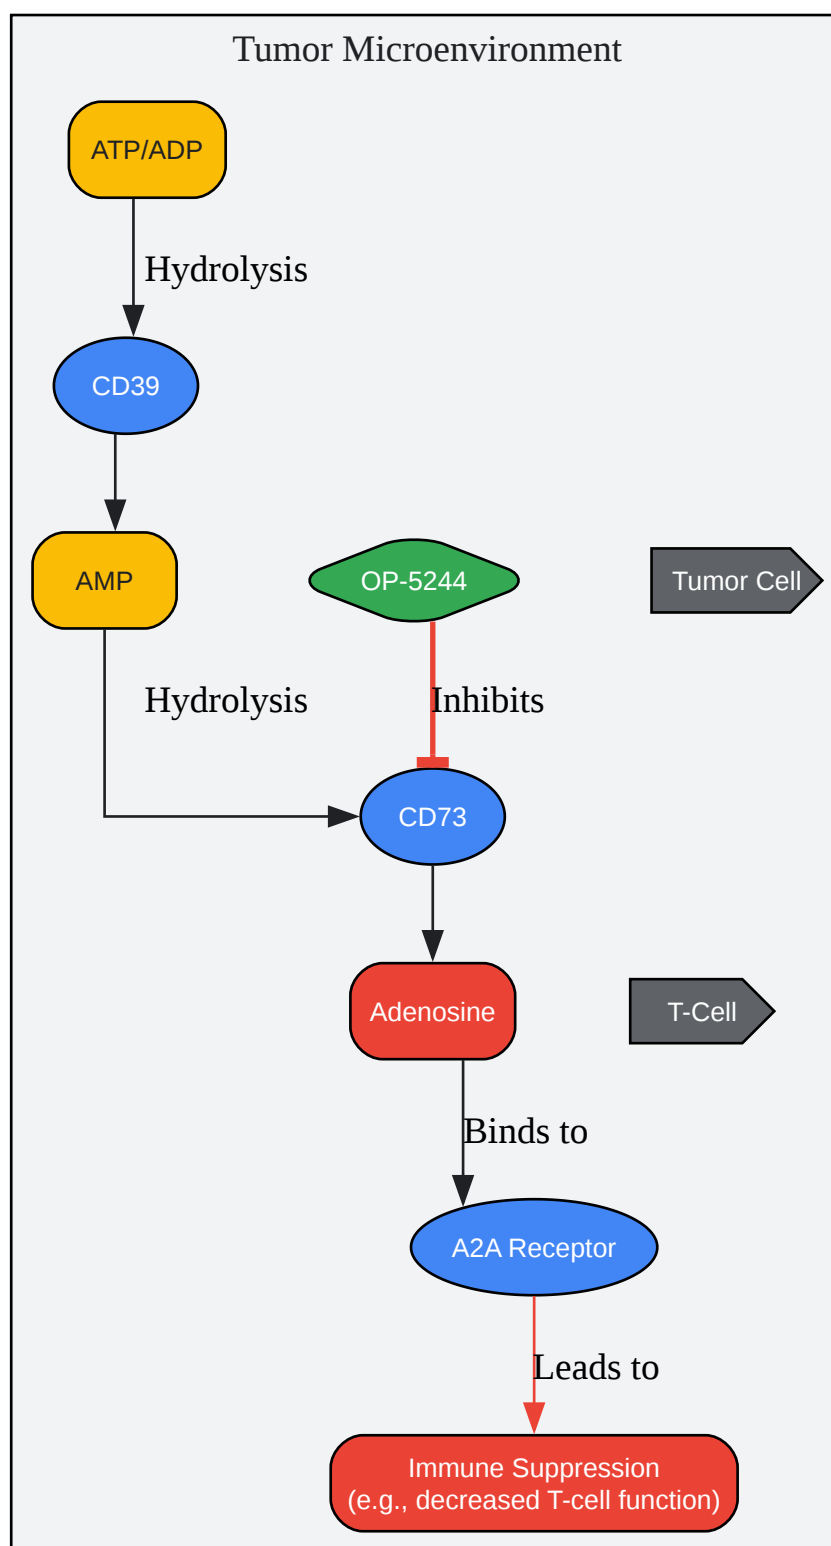 Tumor Microenvironment
ATP/ADP
Hydrolysis
CD39
AMP
OP-5244
Tumor Cell
Hydrolysis
Inhibits
CD73
Adenosine
T-Cell
Binds to
A2A Receptor
Leads to
Immune Suppression
(e.g., decreased T-cell function)